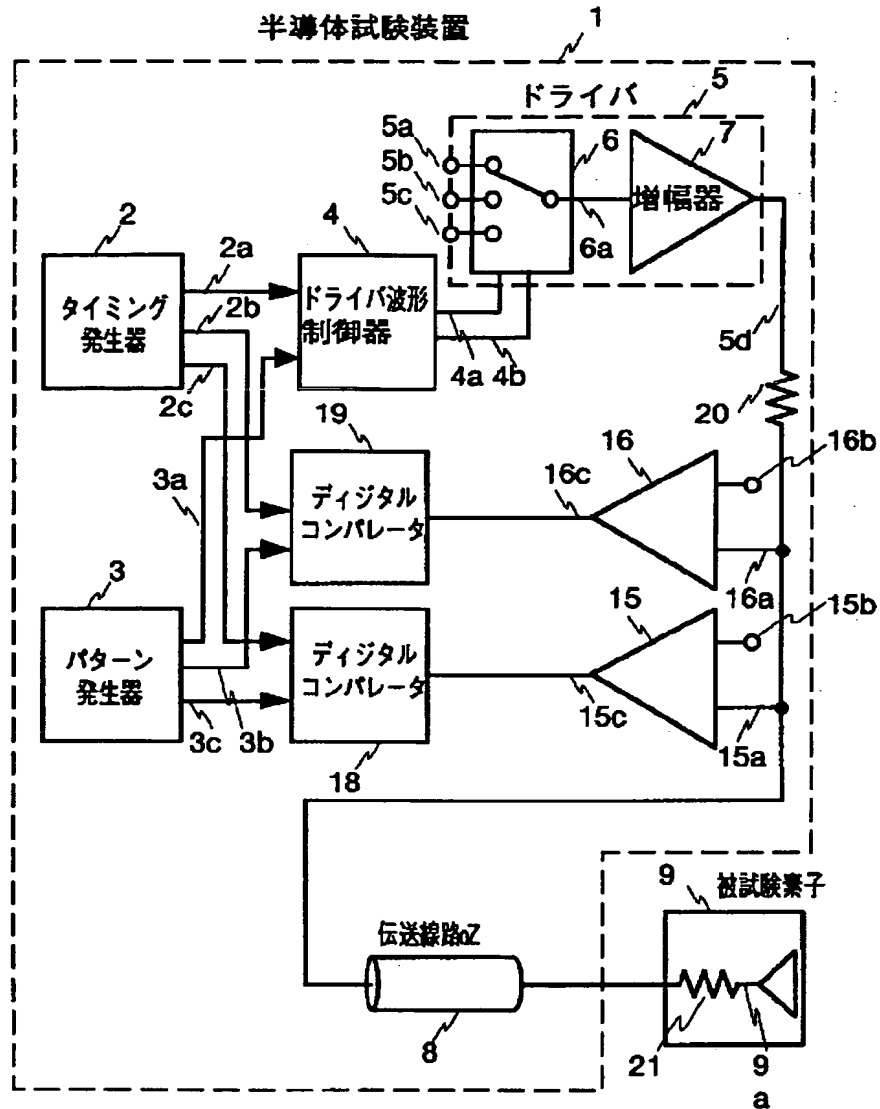 半導体試験装置
1
ドライバ
5
5a
5b
5c
6
7
増幅器
6a
2
2a
2b
2c
タイミング
発生器
4
ドライバ波形
制御器
4a
4b
5d
20
19
ディジタル
コンパレータ
16
16c
16b
16a
3a
3
パターン
発生器
3c
3b
ディジタル
コンパレータ
18
15
15c
15b
15a
伝送線路oZ
8
9
被試験素子
21
9
a